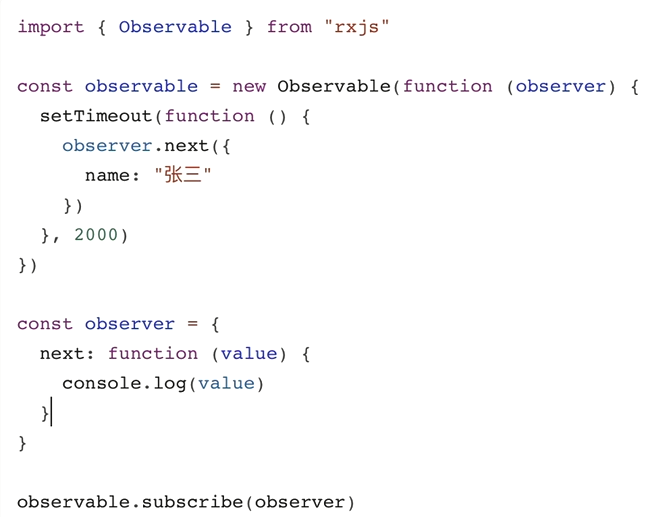 import { Observable } from "rxjs"
const observable = new Observable(function (observer) {
setTimeout(function () {
observer.next({
name: "张三"
})
}, 2000)
})
const observer = {
next: function (value) {
console.log(value)
}
}
observable.subscribe(observer)